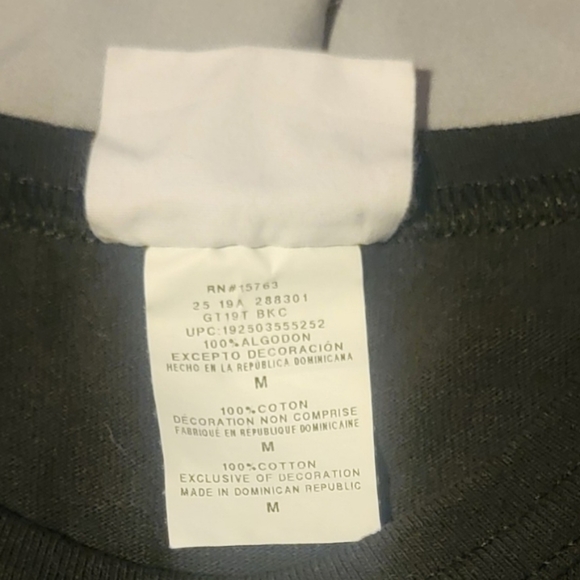 RN#15763
25 19A 288301
GT19T BKC
UPC:192503555252
100%ALGODON
EXCEPTO DECORACIÓN
HECHO EN LA REPÚBLICA DOMINICANA
M
100%COTON
DÉCORATION NON COMPRISE
FABRIQUÉ EN REPUBLIQUE DOMINICAINE
M
100%COTTON
EXCLUSIVE OF DECORATION
MADE IN DOMINICAN REPUBLIC
M